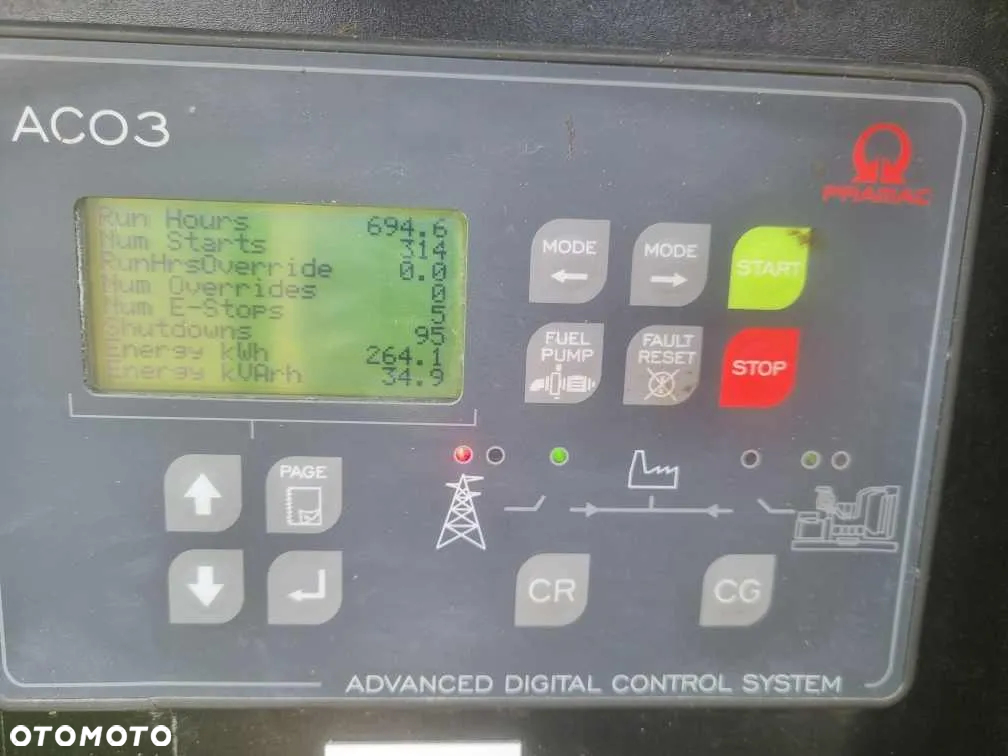 AC03
PRAMAC
Run Hours 694.6
Num Starts 314
RunHrsOverride 0.0
Num Overrides 0
Num E-Stops 5
Shutdowns 95
Energy kWh 264.1
Energy kVArh 34.9
MODE
MODE
START
FUEL
PUMP
FAULT
RESET
STOP
PAGE
CR
CG
ADVANCED DIGITAL CONTROL SYSTEM
OTOMOTO